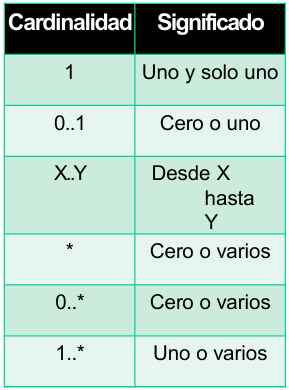 Cardinalidad Significado
1 Uno y solo uno
0..1 Cero o uno
X..Y Desde X
hasta
Y
* Cero o varios
0..* Cero o varios
1..* Uno o varios